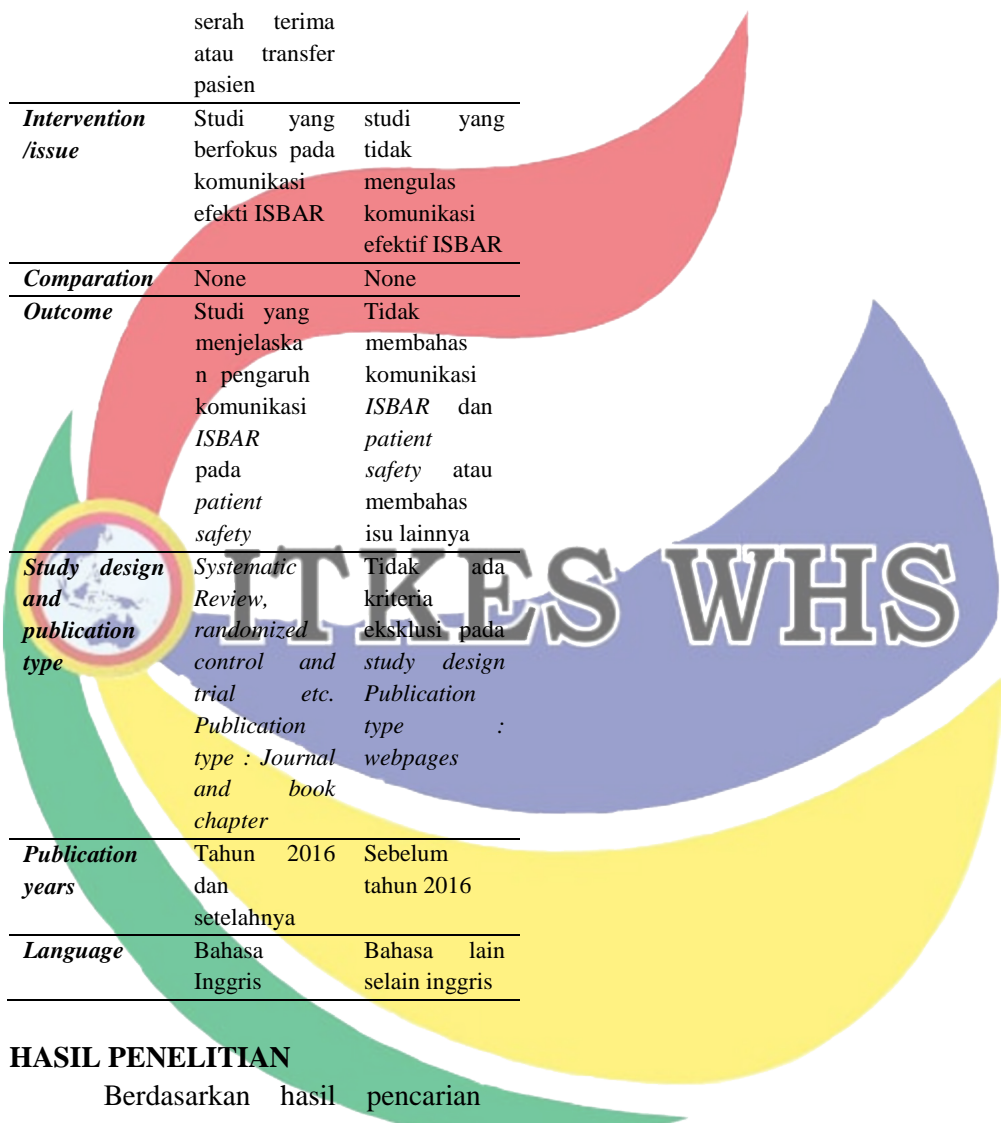 serah terima
atau transfer
pasien
Intervention Studi yang studi yang
/issue berfokus pada tidak
komunikasi mengulas
efekti ISBAR komunikasi
efektif ISBAR
Comparation None None
Outcome Studi yang Tidak
menjelaska membahas
n pengaruh komunikasi
komunikasi ISBAR dan
ISBAR patient
pada safety atau
patient membahas
safety isu lainnya
Study design Systematic Tidak ada
and Review, kriteria
publication randomized eksklusi pada
type control and study design
trial etc. Publication
Publication type :
type : Journal webpages
and book
chapter
Publication Tahun 2016 Sebelum
years dan tahun 2016
setelahnya
Language Bahasa Bahasa lain
Inggris selain inggris
ITKES WHS
HASIL PENELITIAN
Berdasarkan hasil pencarian